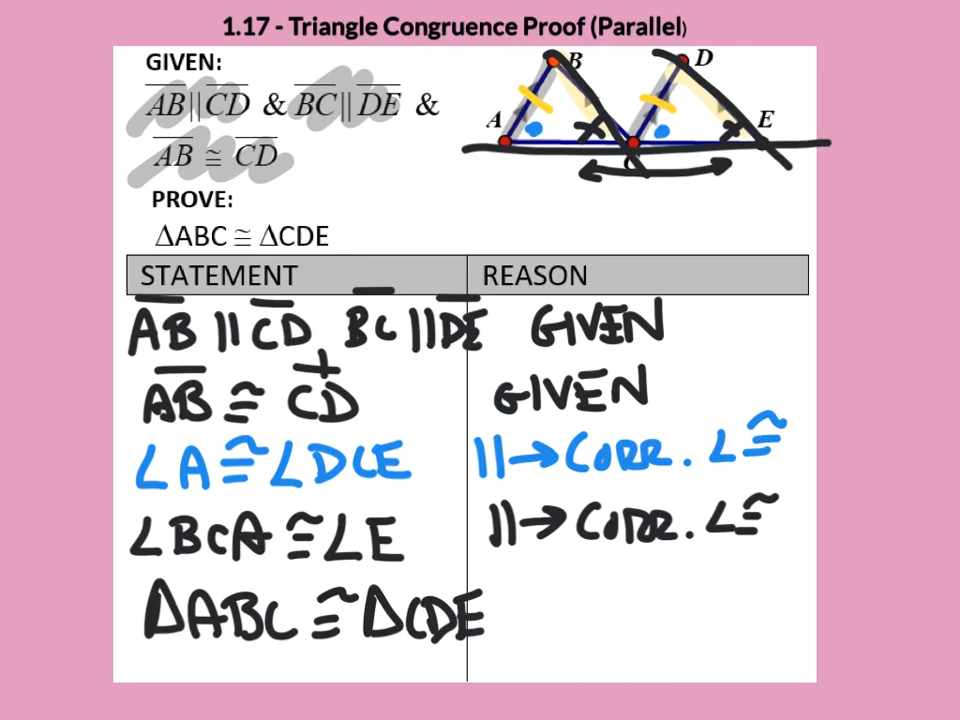 1.17 - Triangle Congruence Proof (Parallel)
GIVEN:
AB||CD & BC||DE &
AB ≅ CD
PROVE:
ΔABC ≅ ΔCDE
A B D E
STATEMENT REASON
AB || CD BC || DE GIVEN
AB ≅ CD GIVEN
∠A ≅ ∠DCE ||→ CORR. ∠ ≅
∠BCA ≅ ∠E ||→ CORR. ∠ ≅
ΔABC ≅ ΔCDE